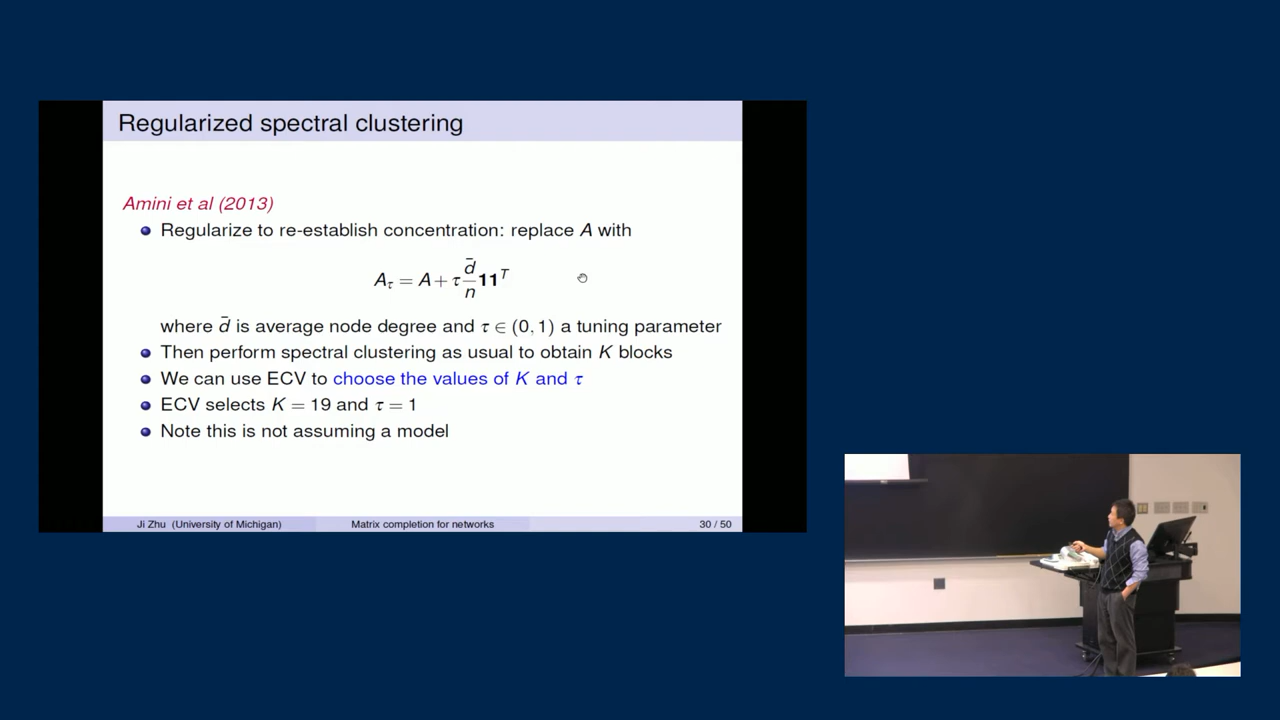 Regularized spectral clustering
Amini et al (2013)
Regularize to re-establish concentration: replace A with
A_τ = A + τ d̄/n 11^T
where d̄ is average node degree and τ ∈ (0, 1) a tuning parameter
Then perform spectral clustering as usual to obtain K blocks
We can use ECV to choose the values of K and τ
ECV selects K = 19 and τ = 1
Note this is not assuming a model
Ji Zhu (University of Michigan) Matrix completion for networks 30 / 50